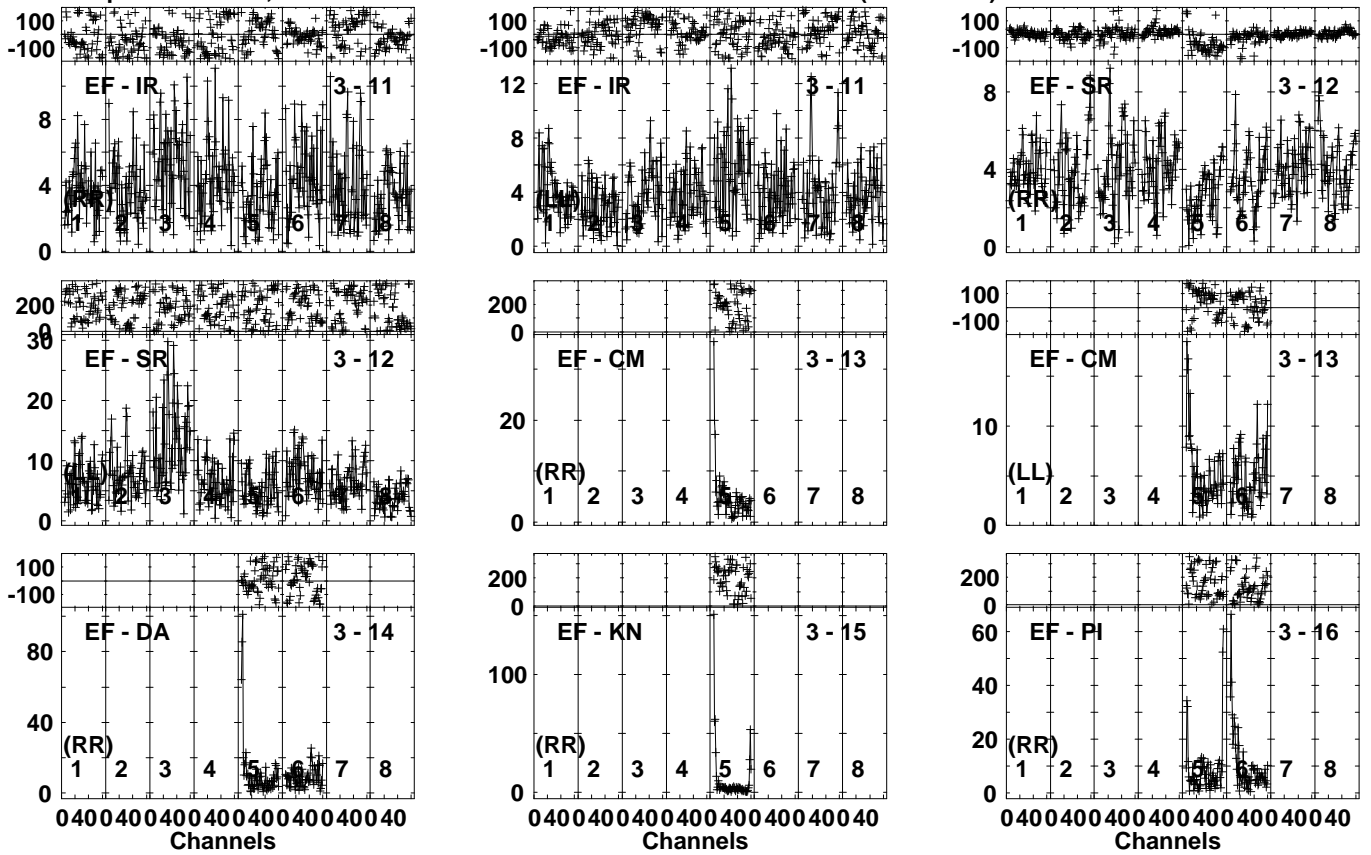 100 100 100
-100 -100 -100
EF - IR 3 - 11 EF - IR 3 - 11 EF - SR 3 - 12
8 12 8
4 8 4
0 4 0
0
(RR) (LL) (RR)
1 2 3 4 5 6 7 8 1 2 3 4 5 6 7 8 1 2 3 4 5 6 7 8
200 200 100
0 0 -100
EF - SR 3 - 12 EF - CM 3 - 13 EF - CM 3 - 13
30 20 10
20 0 0
10
0
(LL) (RR) (LL)
1 2 3 4 5 6 7 8 1 2 3 4 5 6 7 8 1 2 3 4 5 6 7 8
100 200 200
-100 0 0
EF - DA 3 - 14 EF - KN 3 - 15 EF - PI 3 - 16
80 100 60
40 0 40
0 20
0
(RR) (RR) (RR)
1 2 3 4 5 6 7 8 1 2 3 4 5 6 7 8 1 2 3 4 5 6 7 8
0 40 0 40 0 40 0 40 0 40 0 40 0 40 0 40 0 40 0 40 0 40 0 40 0 40 0 40 0 40 0 40 0 40 0 40 0 40 0 40 0 40 0 40 0 40 0 40
Channels Channels Channels